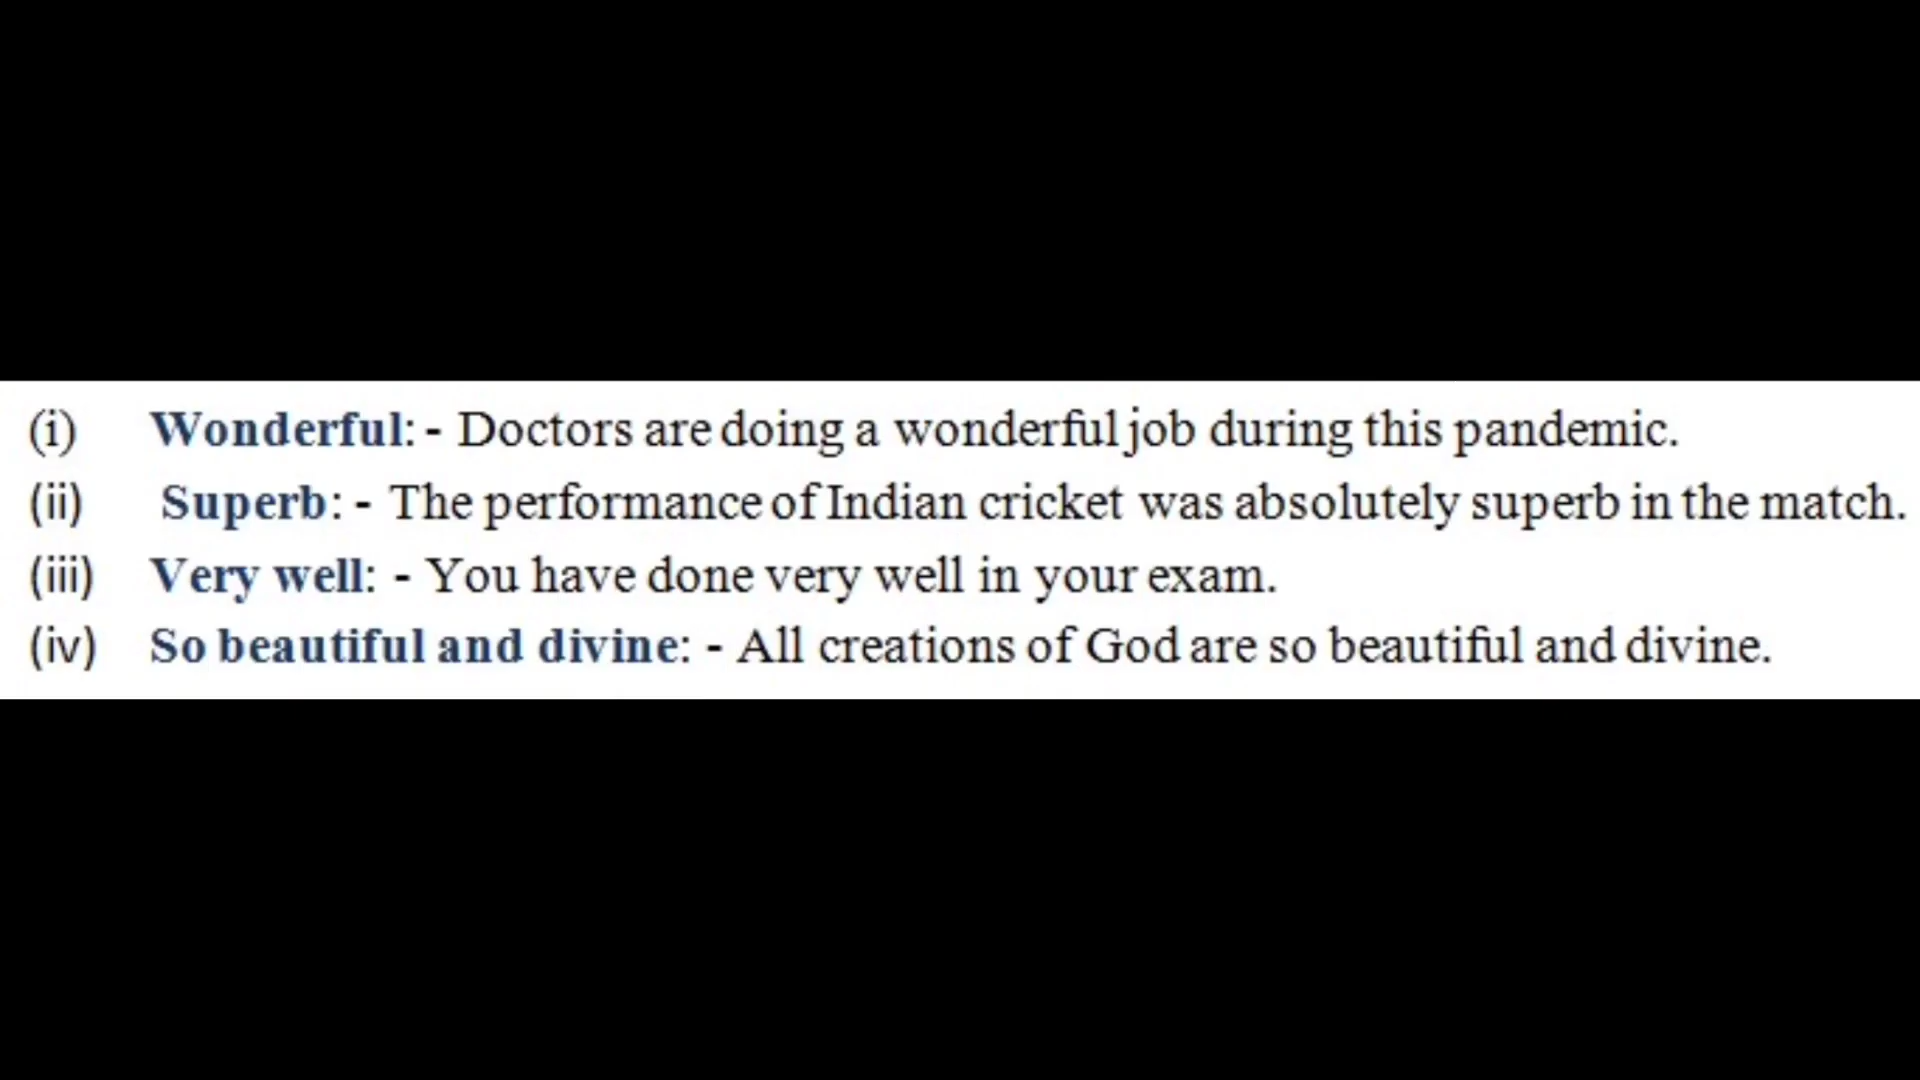 (i) Wonderful: - Doctors are doing a wonderful job during this pandemic.
(ii) Superb: - The performance of Indian cricket was absolutely superb in the match.
(iii) Very well: - You have done very well in your exam.
(iv) So beautiful and divine: - All creations of God are so beautiful and divine.